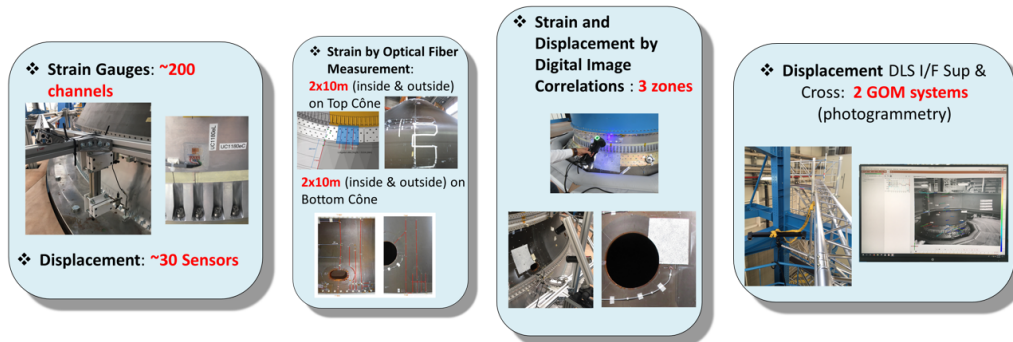 ❖ Strain Gauges: ~200
channels
UC118DeL
UC118DeC
❖ Displacement: ~30 Sensors
❖ Strain by Optical Fiber
Measurement:
2x10m (inside & outside)
on Top Cône
2x10m (inside & outside) on
Bottom Cône
❖ Strain and
Displacement by
Digital Image
Correlations : 3 zones
❖ Displacement DLS I/F Sup &
Cross: 2 GOM systems
(photogrammetry)